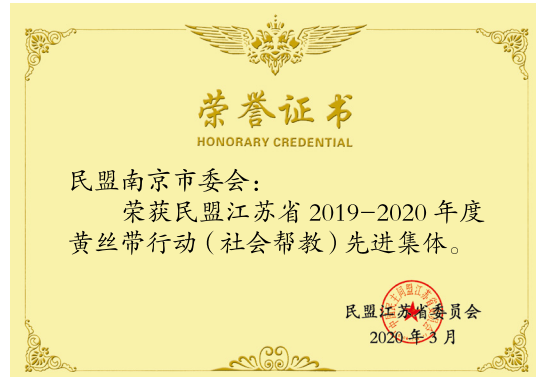 荣誉证书
HONORARY CREDENTIAL
民盟南京市委会：
荣获民盟江苏省2019-2020年度
黄丝带行动（社会帮教）先进集体。
民盟江苏省委员会
2020年3月